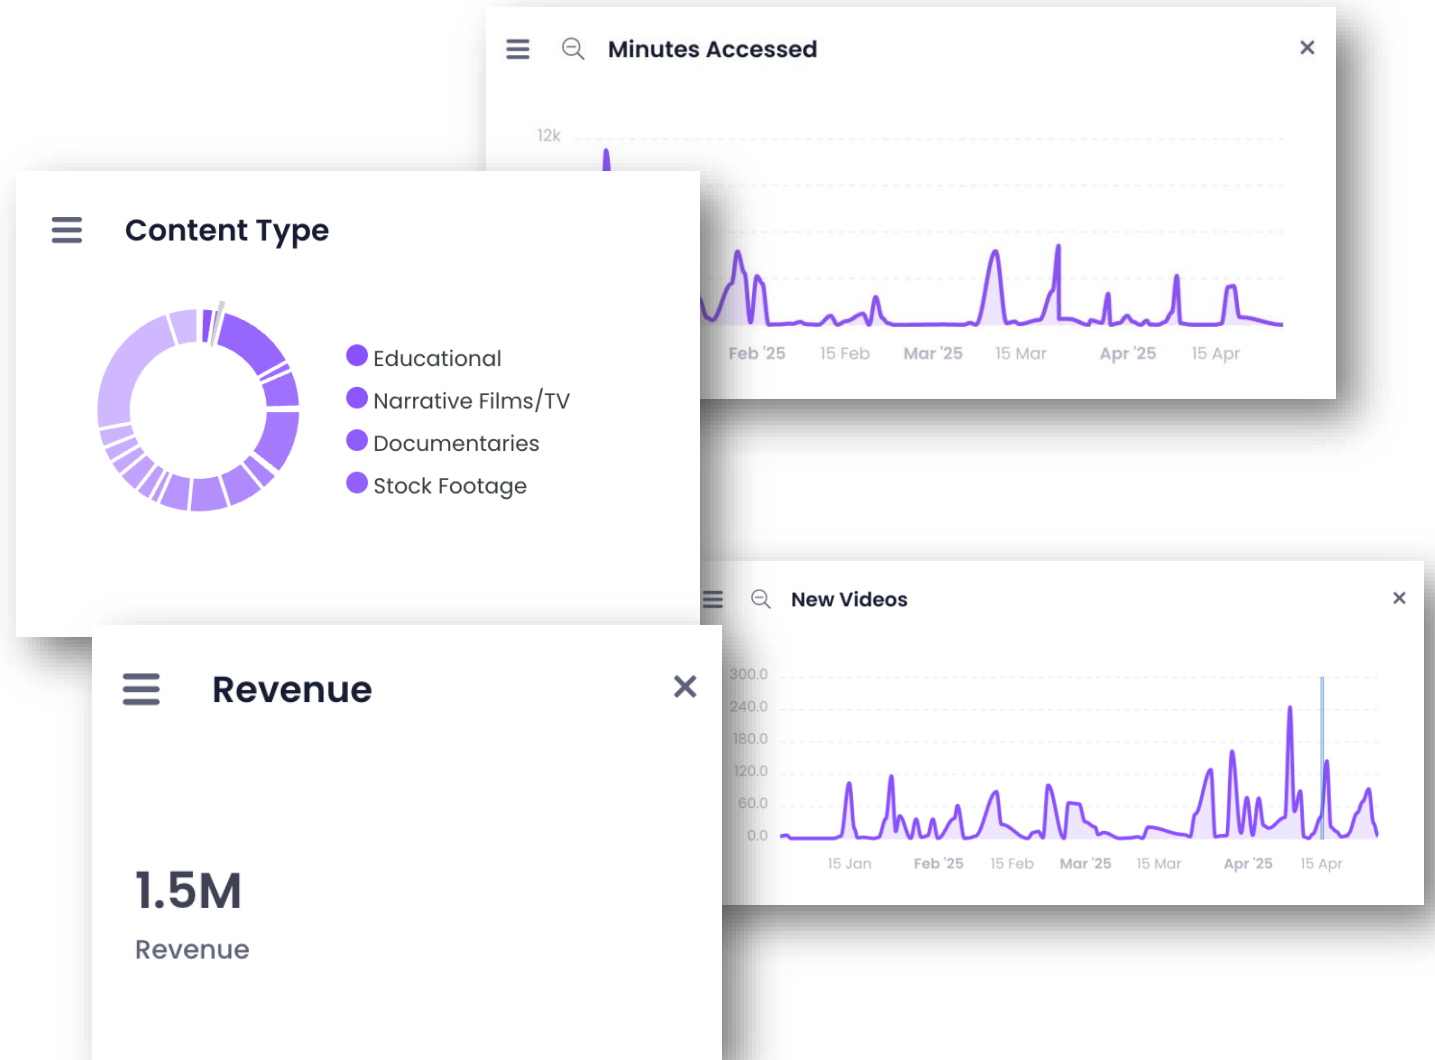 Minutes Accessed
12k
Feb '25 15 Feb Mar '25 15 Mar Apr '25 15 Apr
Content Type
Educational
Narrative Films/TV
Documentaries
Stock Footage
New Videos
300.0
240.0
180.0
120.0
60.0
0.0
15 Jan Feb '25 15 Feb Mar '25 15 Mar Apr '25 15 Apr
Revenue
1.5M
Revenue